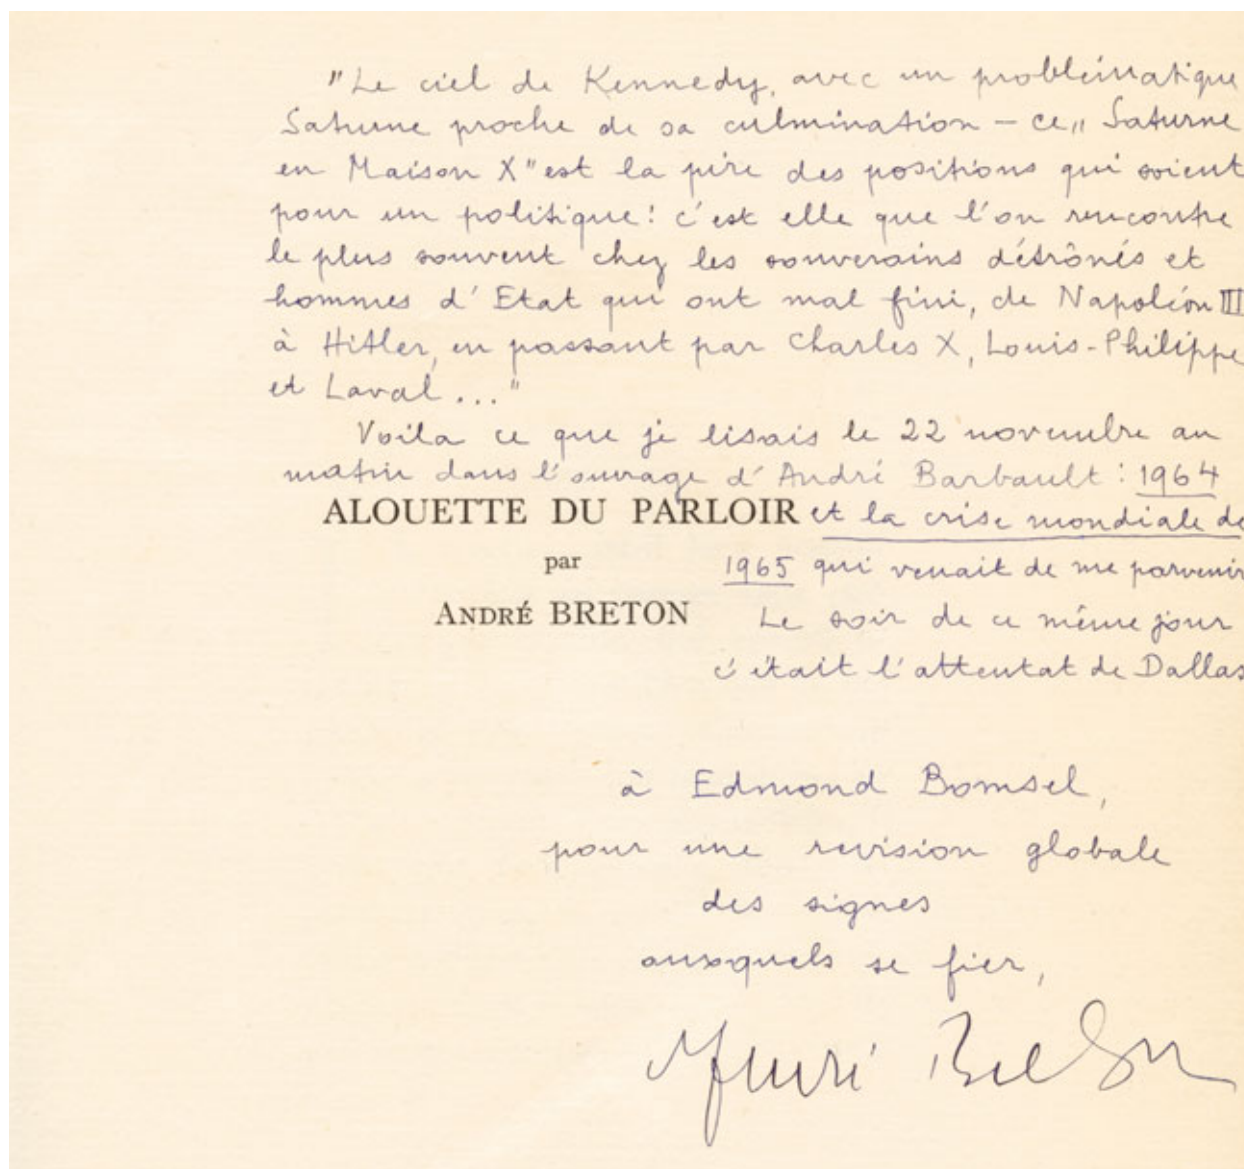 "Le ciel de Kennedy, avec un problématique
Saturne proche de sa culmination – ce „Saturne
en Maison X" est la pire des positions qui soient
pour un politique : c'est elle que l'on rencontre
le plus souvent chez les souverains détrônés et
hommes d'Etat qui ont mal fini, de Napoléon III
à Hitler, en passant par Charles X, Louis-Philippe
et Laval ..."
Voila ce que je lisais le 22 novembre au
matin dans l'ouvrage d'André Barbault : 1964
ALOUETTE DU PARLOIR et la crise mondiale de
par 1965 qui venait de me parvenir
ANDRÉ BRETON Le soir de ce même jour
c'était l'attentat de Dallas
à Edmond Bomsel,
pour une revision globale
des signes
auxquels se fier,
André Breton